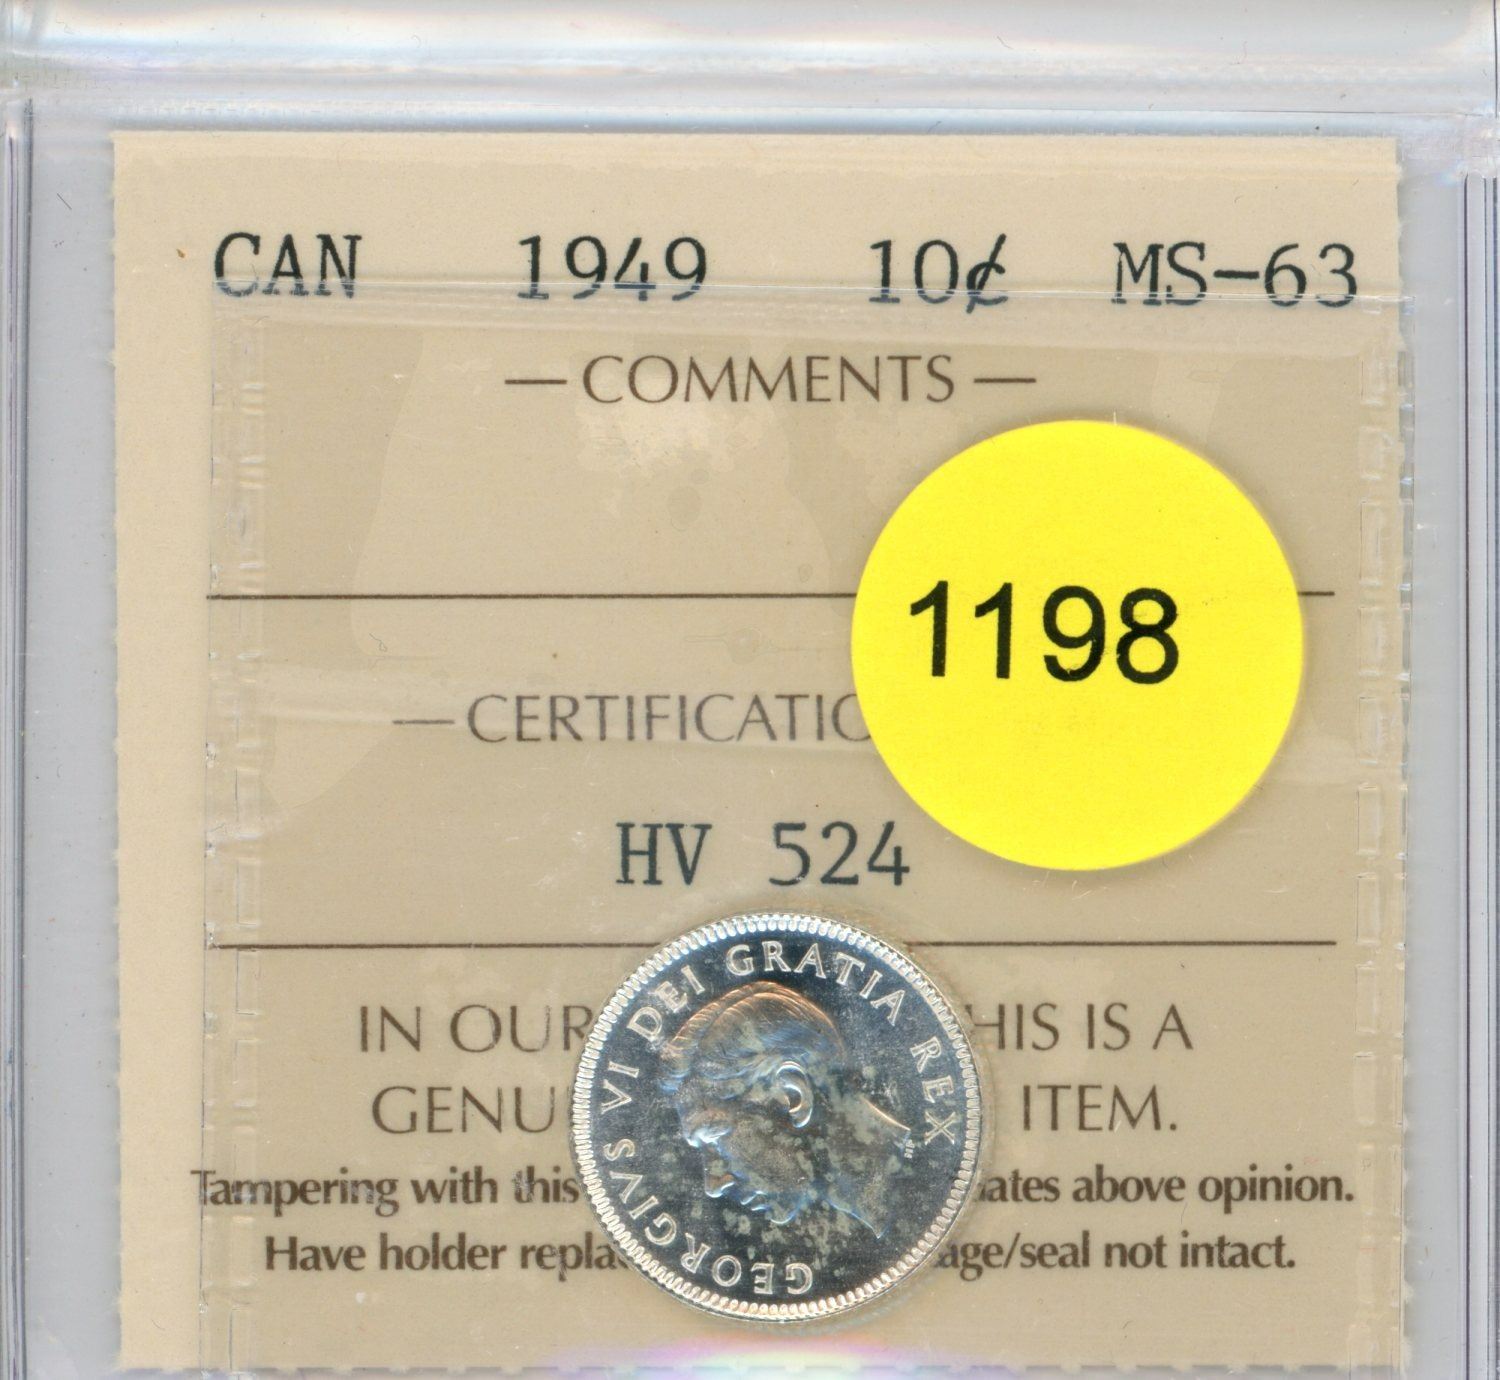 CAN 1949 10¢ MS-63
— COMMENTS —
1198
— CERTIFICATIO
HV 524
GEORGIVS VI DEI GRATIA REX
IN OUR HIS IS A
GENU ITEM.
Tampering with this ates above opinion.
Have holder repla age/seal not intact.